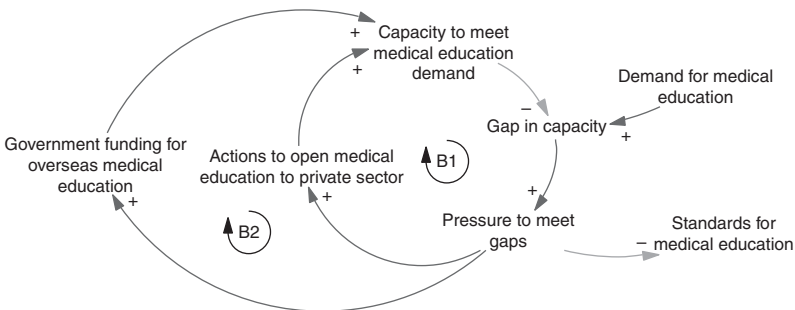 +
Capacity to meet
medical education
demand
+
Demand for medical
education
–
Gap in capacity
+
Government funding for
overseas medical
education
+
Actions to open medical
education to private sector
+
B1
+
Pressure to meet
gaps
B2
Standards for
– medical education